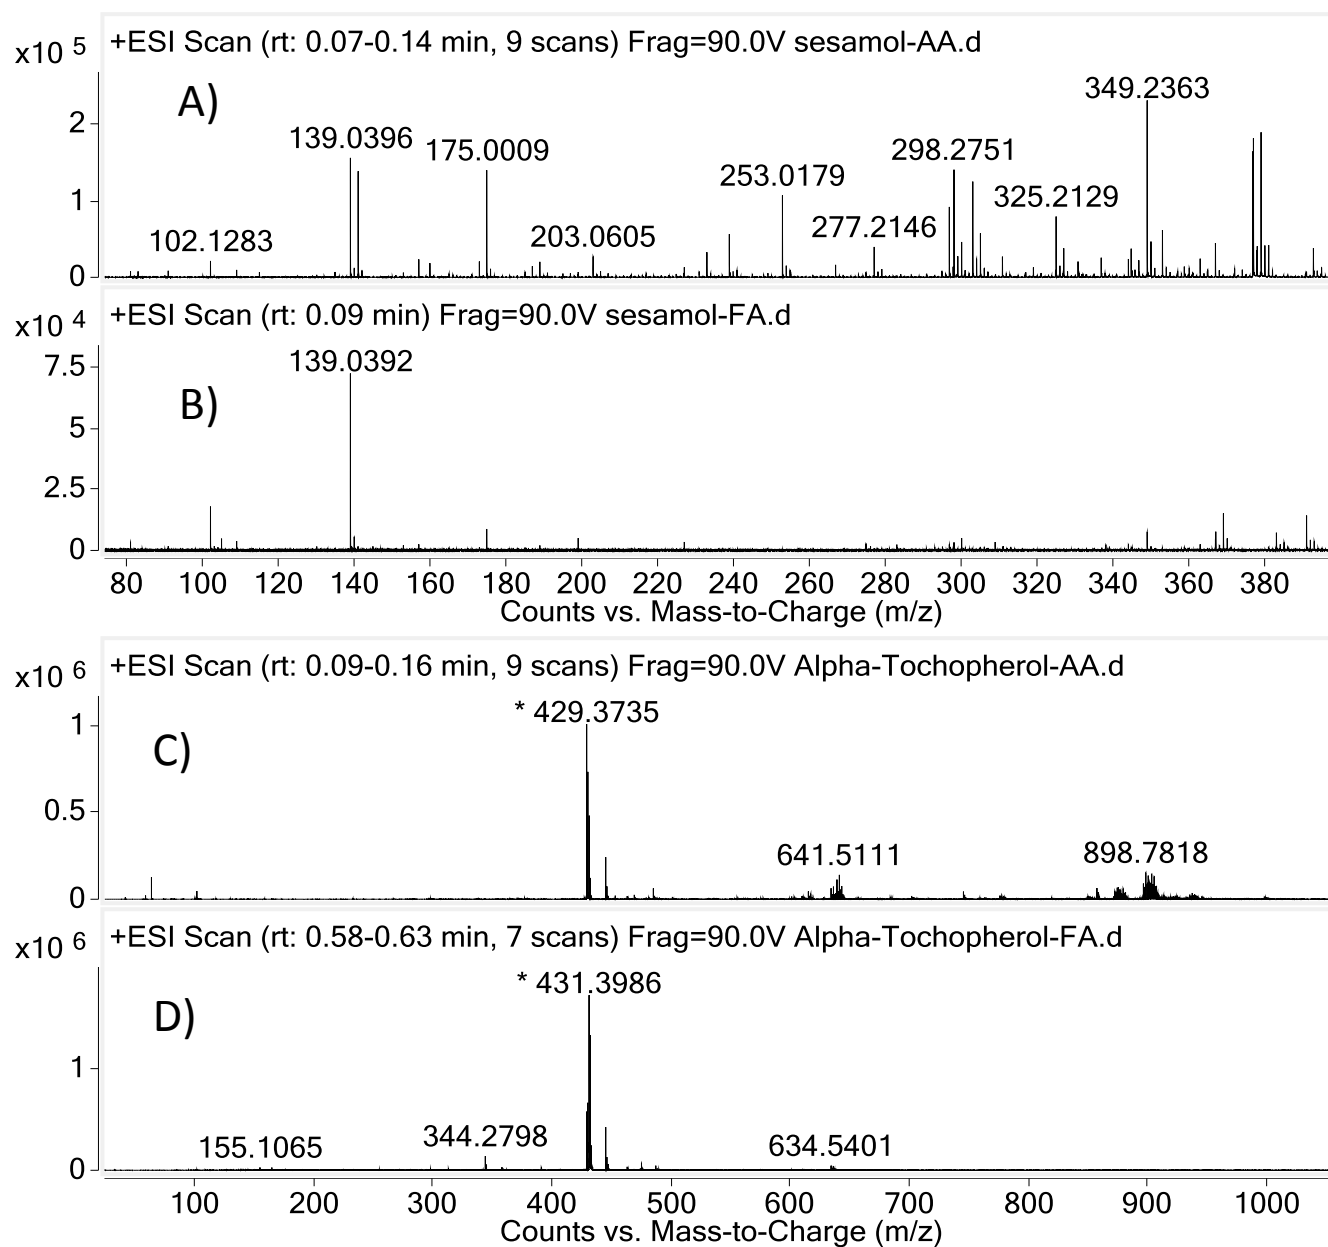 x10 5
+ESI Scan (rt: 0.07-0.14 min, 9 scans) Frag=90.0V sesamol-AA.d
A)
2
1
0
102.1283
139.0396
175.0009
203.0605
253.0179
277.2146
298.2751
325.2129
349.2363
x10 4
+ESI Scan (rt: 0.09 min) Frag=90.0V sesamol-FA.d
B)
7.5
5
2.5
0
139.0392
80 100 120 140 160 180 200 220 240 260 280 300 320 340 360 380
Counts vs. Mass-to-Charge (m/z)
x10 6
+ESI Scan (rt: 0.09-0.16 min, 9 scans) Frag=90.0V Alpha-Tochopherol-AA.d
C)
1
0.5
0
* 429.3735
641.5111
898.7818
x10 6
+ESI Scan (rt: 0.58-0.63 min, 7 scans) Frag=90.0V Alpha-Tochopherol-FA.d
D)
1
0
155.1065
344.2798
* 431.3986
634.5401
100 200 300 400 500 600 700 800 900 1000
Counts vs. Mass-to-Charge (m/z)